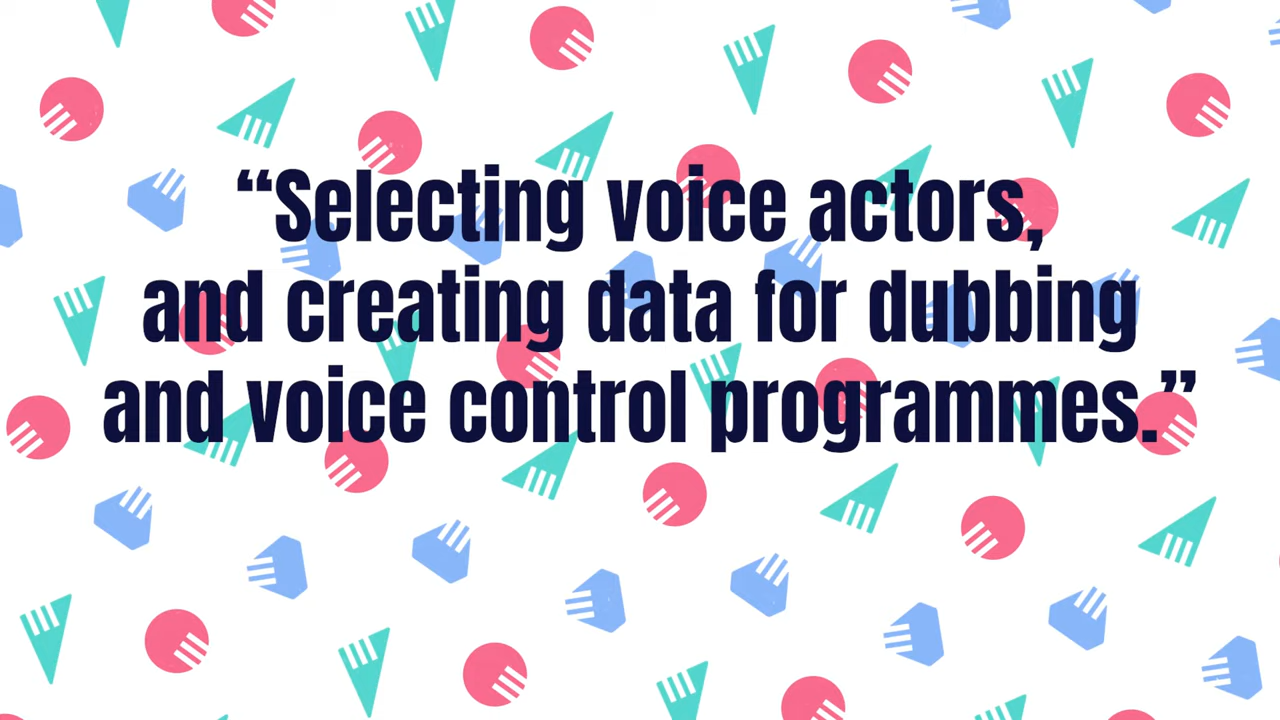 “Selecting voice actors,
and creating data for dubbing
and voice control programmes.”